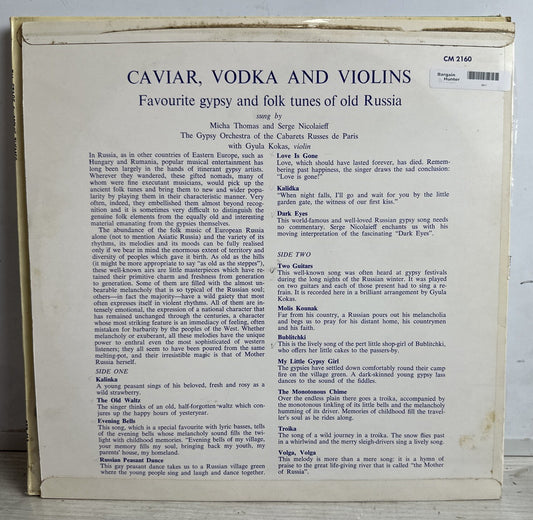 CM 2160
Bargain
Hunter
CAVIAR, VODKA AND VIOLINS
Favourite gypsy and folk tunes of old Russia
sung by
Micha Thomas and Serge Nicolaieff
The Gypsy Orchestra of the Cabarets Russes de Paris
with Gyula Kokas, violin
In Russia, as in other countries of Eastern Europe, such as
Hungary and Rumania, popular musical entertainment has
long been largely in the hands of itinerant gypsy artists.
Wherever they wandered, these gifted nomads, many of
whom were fine executant musicians, would pick up the
ancient folk tunes and bring them to new and wider popu-
larity by playing them in their characteristic manner. Very
often, indeed, they embellished them almost beyond recog-
nition and it is sometimes very difficult to distinguish the
genuine folk elements from the equally old and interesting
material emanating from the gypsies themselves.
The abundance of the folk music of European Russia
alone (not to mention Asiatic Russia) and the variety of its
rhythms, its melodies and its moods can be fully realised
only if we bear in mind the enormous extent of territory and
diversity of peoples which gave it birth. As old as the hills
(it might be more appropriate to say "as old as the steppes"),
these well-known airs are little masterpieces which have re-
tained their primitive charm and freshness from generation
to generation. Some of them are filled with the almost un-
bearable melancholy that is so typical of the Russian soul;
others—in fact the majority—have a wild gaiety that most
often expresses itself in violent rhythms. All of them are in-
tensely emotional, the expression of a national character that
has remained unchanged through the centuries, a character
whose most striking feature is an immediacy of feeling, often
mistaken for barbarity by the peoples of the West. Whether
melancholy or exuberant, all these melodies have the unique
power to enthral even the most sophisticated of western
listeners; they all seem to have been poured from the same
melting-pot, and their irresistible magic is that of Mother
Russia herself.
SIDE ONE
Kalinka
A young peasant sings of his beloved, fresh and rosy as a
wild strawberry.
The Old Waltz
The singer thinks of an old, half-forgotten waltz which con-
jures up the happy hours of yesteryear.
Evening Bells
This song, which is a special favourite with lyric basses, tells
of the evening bells whose melancholy sound fills the twi-
light with childhood memories. "Evening bells of my village,
your memory fills my soul, bringing back my youth, my
parents' house, my homeland.
Russian Peasant Dance
This gay peasant dance takes us to a Russian village green
where the young people sing and laugh and dance together.
Love Is Gone
Love, which should have lasted forever, has died. Remem-
bering past happiness, the singer draws the sad conclusion:
"Love is gone!"
Kalidka
"When night falls, I'll go and wait for you by the little
garden gate, the witness of our first kiss."
Dark Eyes
This world-famous and well-loved Russian gypsy song needs
no commentary. Serge Nicolaieff enchants us with his
moving interpretation of the fascinating "Dark Eyes".
SIDE TWO
Two Guitars
This well-known song was often heard at gypsy festivals
during the long nights of the Russian winter. It was played
on two guitars and each of those present had to sing a re-
frain. It is recorded here in a brilliant arrangement by Gyula
Kokas.
Molis Konnak
Far from his country, a Russian pours out his melancholia
and begs us to pray for his distant home, his countrymen
and his faith.
Bublitchki
This is the lively song of the pert little shop-girl of Bublitchki,
who offers her little cakes to the passers-by.
My Little Gypsy Girl
The gypsies have settled down comfortably round their camp
fire on the village green. A dark-skinned young gypsy lass
dances to the sound of the fiddles.
The Monotonous Chime
Over the endless plain there goes a troika, accompanied by
the monotonous tinkling of its little bells and the melancholy
humming of its driver. Memories of childhood fill the travel-
ler's soul as he rides along.
Troika
The song of a wild journey in a troika. The snow flies past
in a whirlwind and the merry sleigh-drivers sing a lively song.
Volga, Volga
This melody is more than a mere song: it is a hymn of
praise to the great life-giving river that is called "the Mother
of Russia".